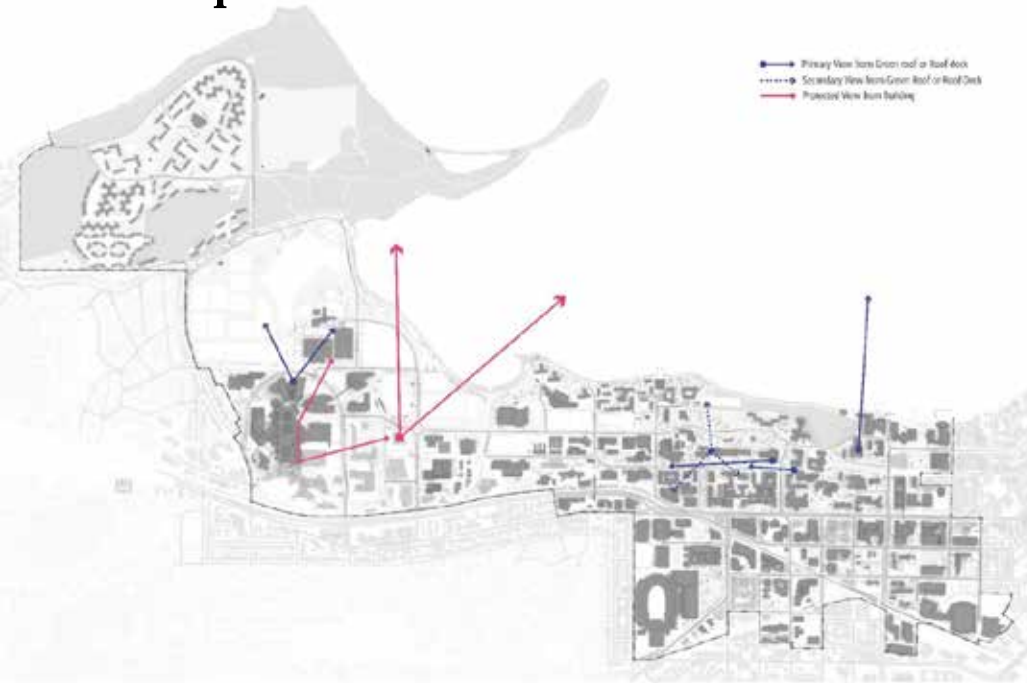 Primary View from Green roof or Roof deck
Secondary View from Green Roof or Roof Deck
Protected View from Building